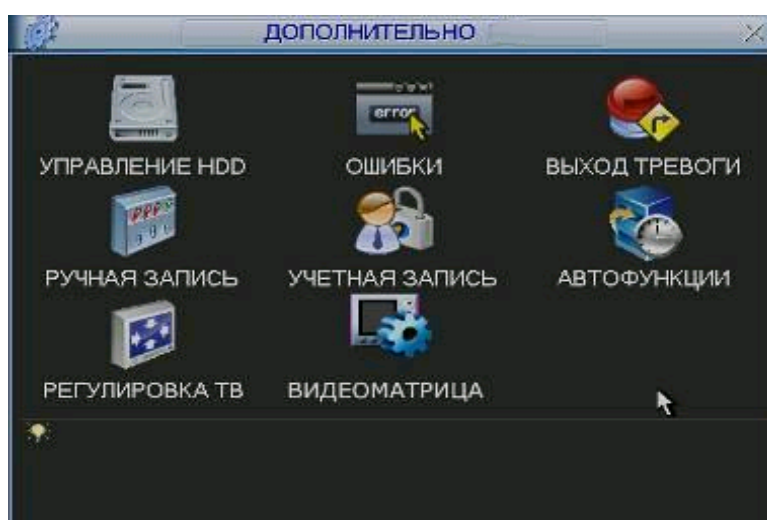 ДОПОЛНИТЕЛЬНО
error
УПРАВЛЕНИЕ HDD ОШИБКИ ВЫХОД ТРЕВОГИ
РУЧНАЯ ЗАПИСЬ УЧЕТНАЯ ЗАПИСЬ АВТОФУНКЦИИ
РЕГУЛИРОВКА ТВ ВИДЕОМАТРИЦА